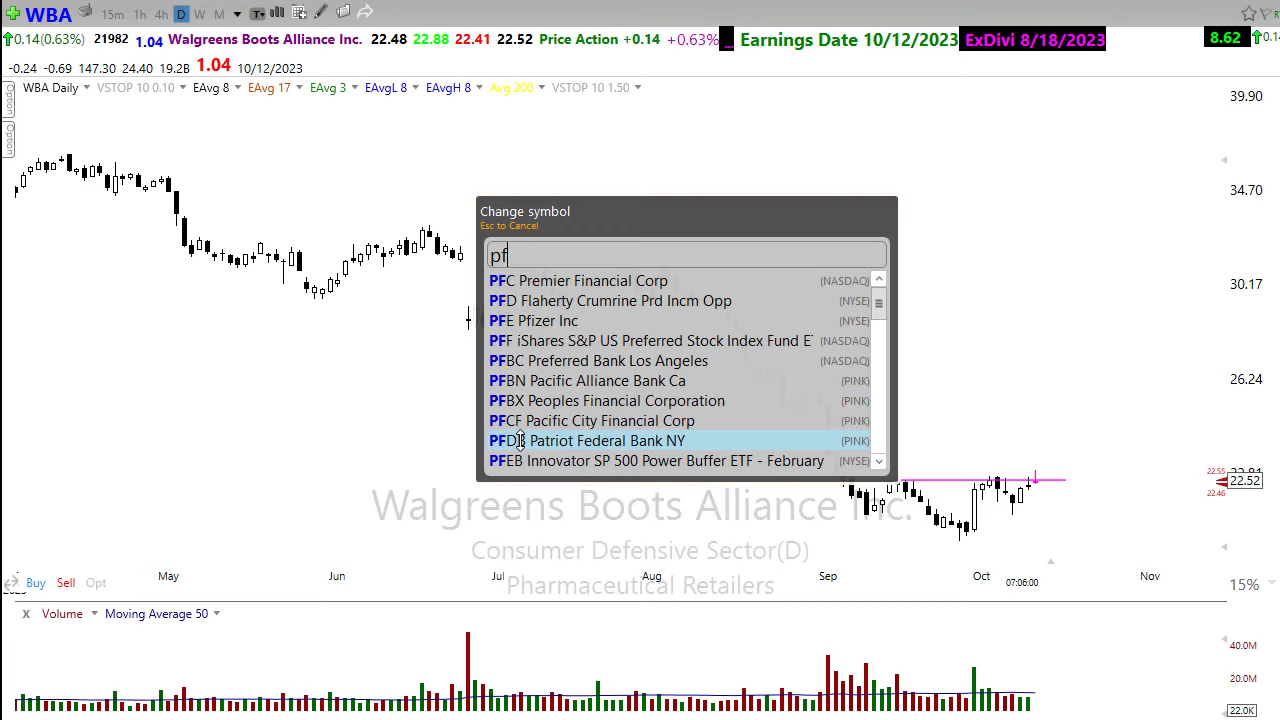 WBA 15m 1h 4h D W M
0.14(0.63%) 21982 1.04 Walgreens Boots Alliance Inc. 22.48 22.88 22.41 22.52 Price Action +0.14 +0.63% ... Earnings Date 10/12/2023 ExDivi 8/18/2023 8.62
-0.24 -0.69 147.30 24.40 19.2B 1.04 10/12/2023
WBA Daily VSTOP 10 0.10 EAvg 8 EAvg 17 EAvg 3 EAvgL 8 EAvgH 8 Avg 200 VSTOP 10 1.50
Option
Option
39.90
34.70
30.17
26.24
22.55
22.52
22.46
Change symbol
Esc to Cancel
pf
PFC Premier Financial Corp (NASDAQ)
PFD Flaherty Crumrine Prd Incm Opp (NYSE)
PFE Pfizer Inc (NYSE)
PFF iShares S&P US Preferred Stock Index Fund (NASDAQ)
PFBC Preferred Bank Los Angeles (NASDAQ)
PFBN Pacific Alliance Bank Ca (PINK)
PFBX Peoples Financial Corporation (PINK)
PFCF Pacific City Financial Corp (PINK)
Patriot Federal Bank NY (PINK)
PFEB Innovator SP 500 Power Buffer ETF - February (NYSE)
Walgreens Boots Alliance Inc.
Consumer Defensive Sector(D)
Pharmaceutical Retailers
May Jun Jul Aug Sep Oct Nov
07:06:00
Buy Sell Opt
15%
X Volume Moving Average 50
40.0M
20.0M
22.0K